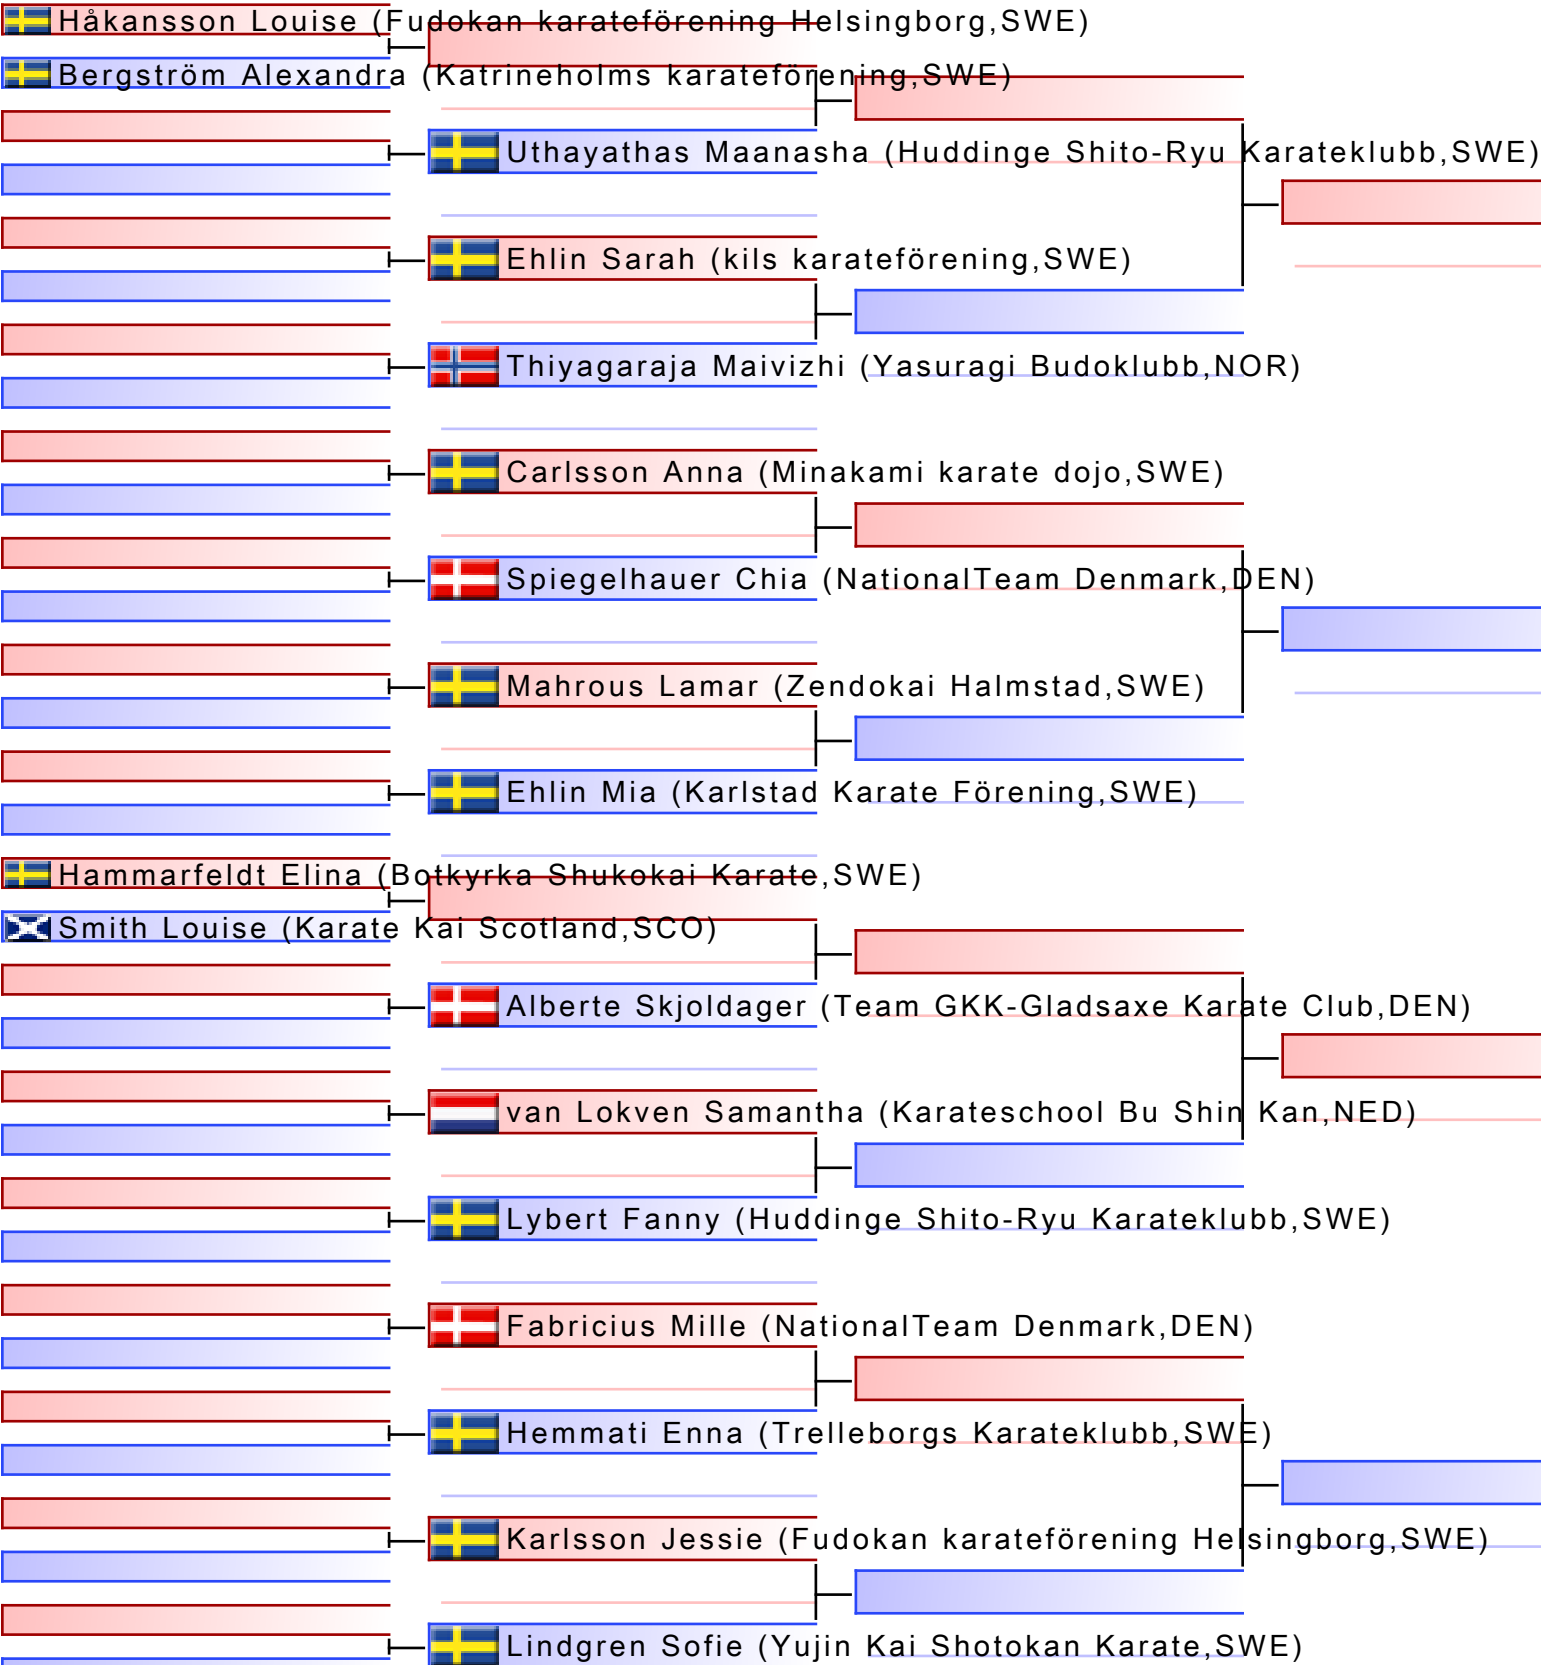 Håkansson Louise (Fudokan karateförening Helsingborg,SWE)
Bergström Alexandra (Katrineholms karateförening,SWE)
Uthayathas Maanasha (Huddinge Shito-Ryu Karateklubb,SWE)
Ehlin Sarah (kils karateförening,SWE)
Thiyagaraja Maivizhi (Yasuragi Budoklubb,NOR)
Carlsson Anna (Minakami karate dojo,SWE)
Spiegelhauer Chia (NationalTeam Denmark,DEN)
Mahrous Lamar (Zendokai Halmstad,SWE)
Ehlin Mia (Karlstad Karate Förening,SWE)
Hammarfeldt Elina (Botkyrka Shukokai Karate,SWE)
Smith Louise (Karate Kai Scotland,SCO)
Alberte Skjoldager (Team GKK-Gladsaxe Karate Club,DEN)
van Lokven Samantha (Karateschool Bu Shin Kan,NED)
Lybert Fanny (Huddinge Shito-Ryu Karateklubb,SWE)
Fabricius Mille (NationalTeam Denmark,DEN)
Hemmati Enna (Trelleborgs Karateklubb,SWE)
Karlsson Jessie (Fudokan karateförening Helsingborg,SWE)
Lindgren Sofie (Yujin Kai Shotokan Karate,SWE)